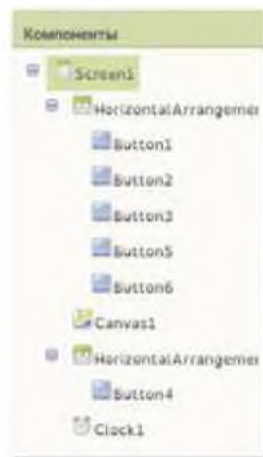 Компоненты
Screen1
HorizontalArrangemer
Button1
Button2
Button3
Button5
Button6
Canvas1
HorizontalArrangemer
Button4
Clock1